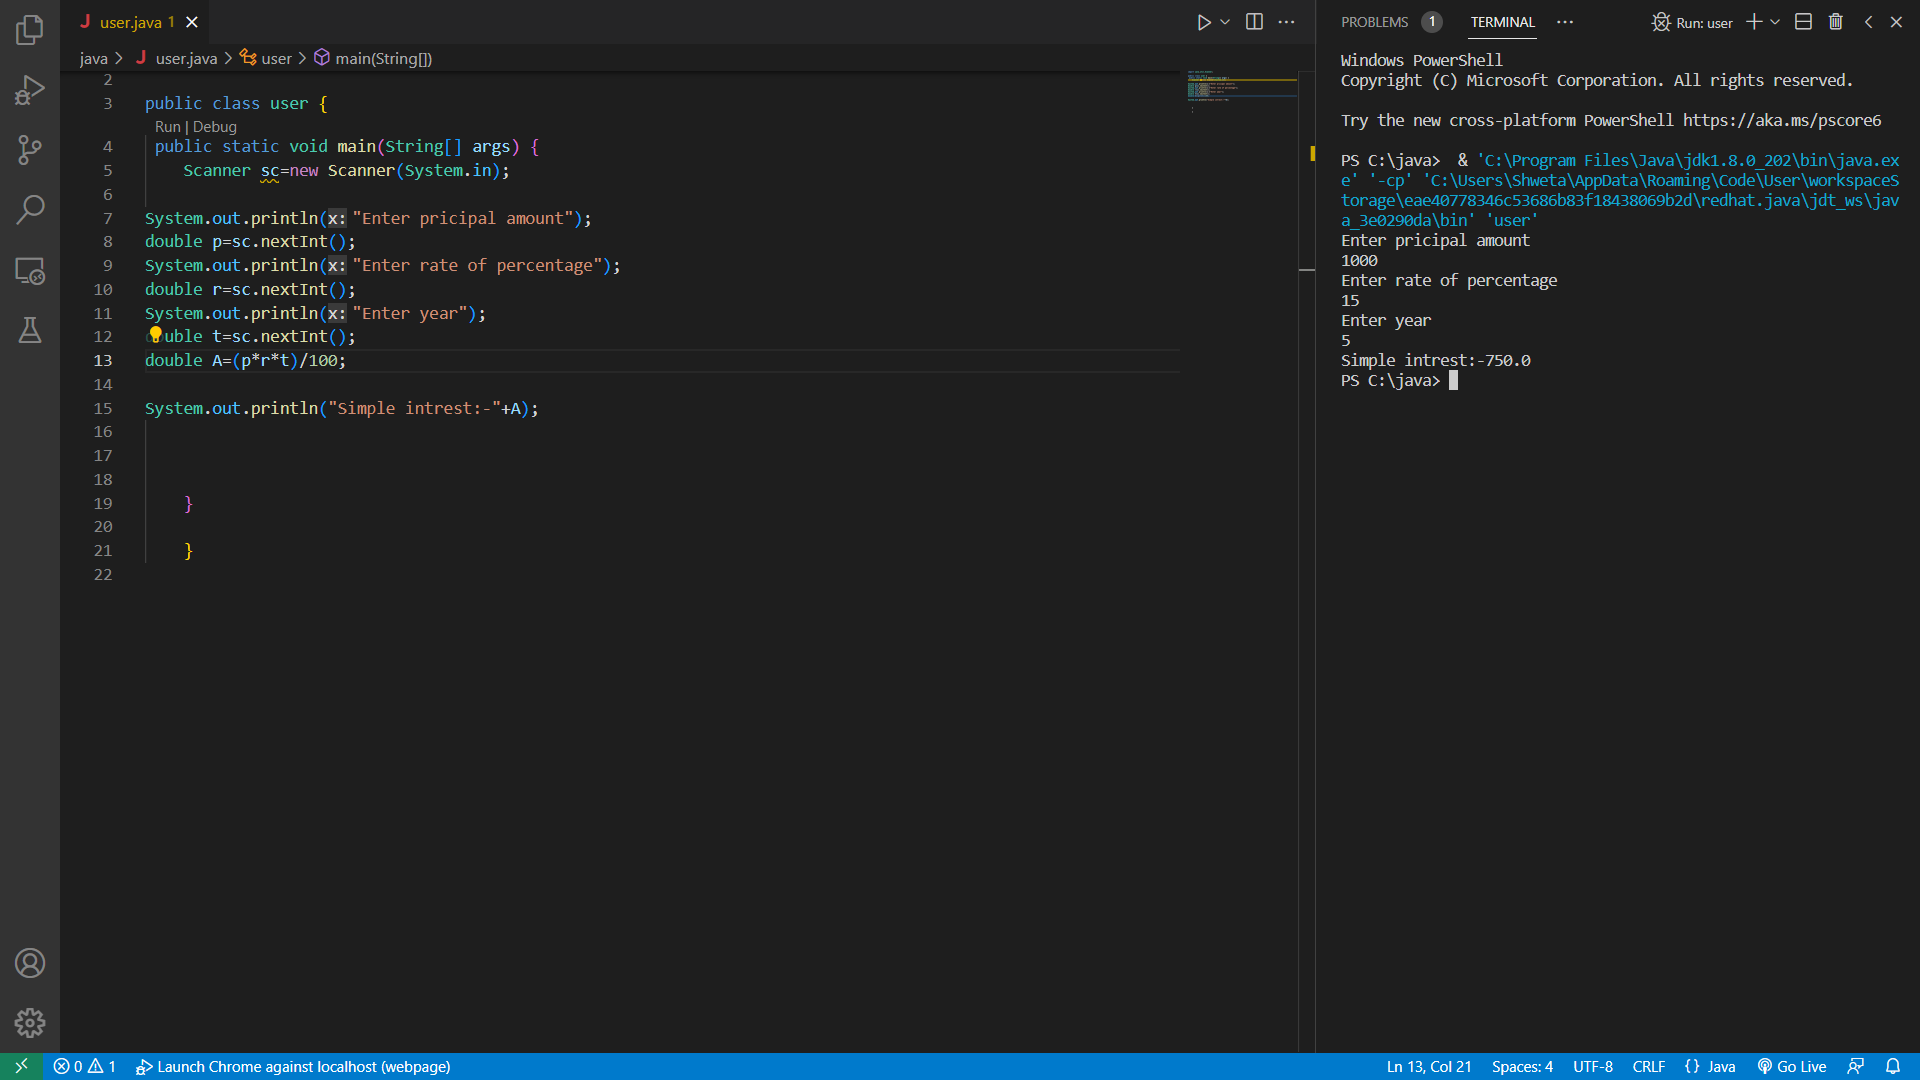 user.java 1
java > user.java > user > main(String[])
2
3 public class user {
Run | Debug
4 public static void main(String[] args) {
5 Scanner sc=new Scanner(System.in);
6
7 System.out.println(x: "Enter pricipal amount");
8 double p=sc.nextInt();
9 System.out.println(x: "Enter rate of percentage");
10 double r=sc.nextInt();
11 System.out.println(x: "Enter year");
12 double t=sc.nextInt();
13 double A=(p*r*t)/100;
14
15 System.out.println("Simple intrest:-"+A);
16
17
18
19 }
20
21 }
22
PROBLEMS 1 TERMINAL ··· Run: user
Windows PowerShell
Copyright (C) Microsoft Corporation. All rights reserved.
Try the new cross-platform PowerShell https://aka.ms/pscore6
PS C:\java>  & 'C:\Program Files\Java\jdk1.8.0_202\bin\java.ex
e' '-cp' 'C:\Users\Shweta\AppData\Roaming\Code\User\workspaceS
torage\eae40778346c53686b83f18438069b2d\redhat.java\jdt_ws\jav
a_3e0290da\bin' 'user'
Enter pricipal amount
1000
Enter rate of percentage
15
Enter year
5
Simple intrest:-750.0
PS C:\java>
0 1 Launch Chrome against localhost (webpage) Ln 13, Col 21 Spaces: 4 UTF-8 CRLF {} Java Go Live